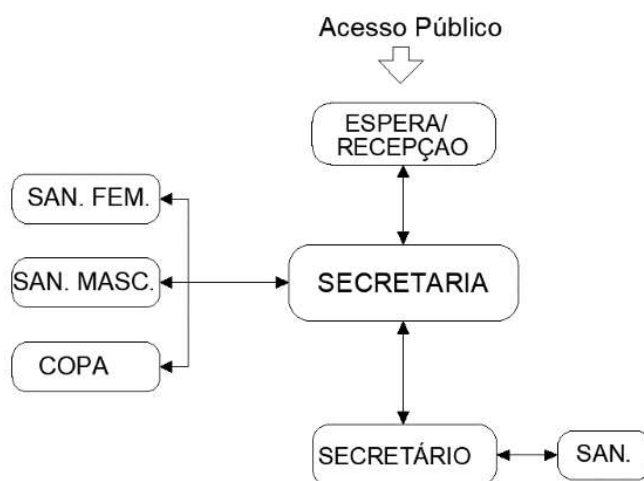 Acesso Público
ESPERA/
RECEPÇAO
SAN. FEM.
SAN. MASC.
SECRETARIA
COPA
SECRETÁRIO
SAN.